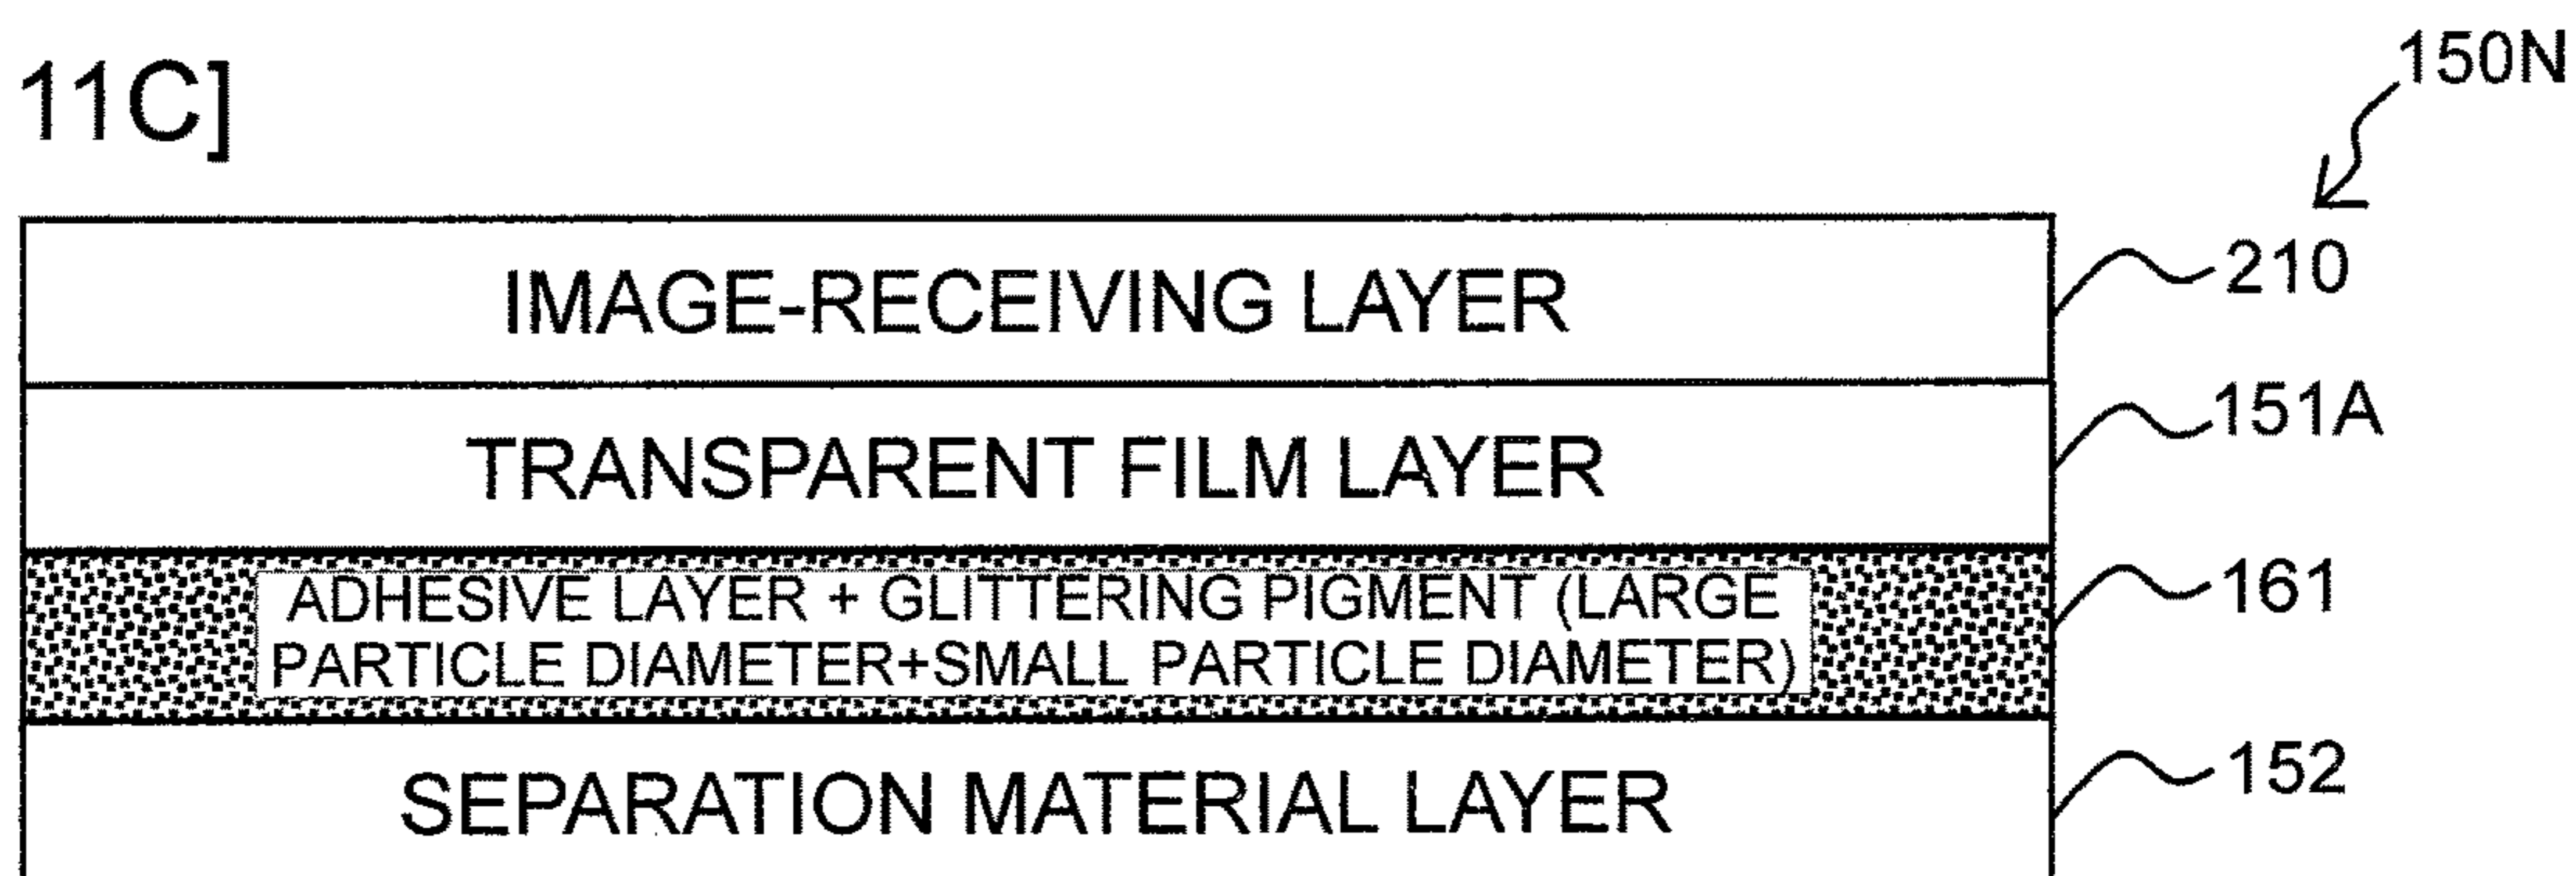 11C]
150N
IMAGE-RECEIVING LAYER
210
TRANSPARENT FILM LAYER
151A
ADHESIVE LAYER + GLITTERING PIGMENT (LARGE
PARTICLE DIAMETER+SMALL PARTICLE DIAMETER)
161
SEPARATION MATERIAL LAYER
152